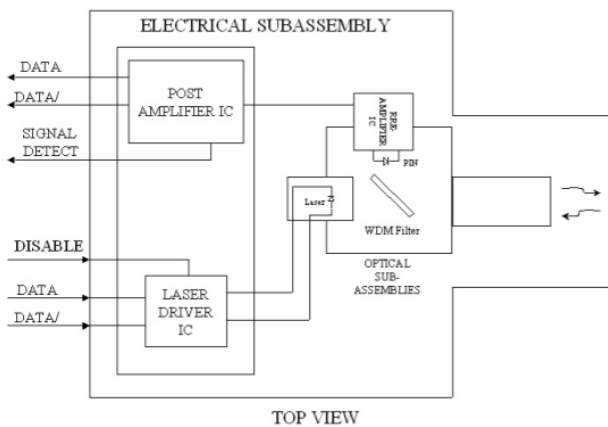 ELECTRICAL SUBASSEMBLY
DATA
DATA/
SIGNAL
DETECT
POST
AMPLIFIER IC
PRE-
AMPLIFIER
IC
PIN
Laser
WDM Filter
OPTICAL
SUB-
ASSEMBLIES
DISABLE
DATA
DATA/
LASER
DRIVER
IC
TOP VIEW